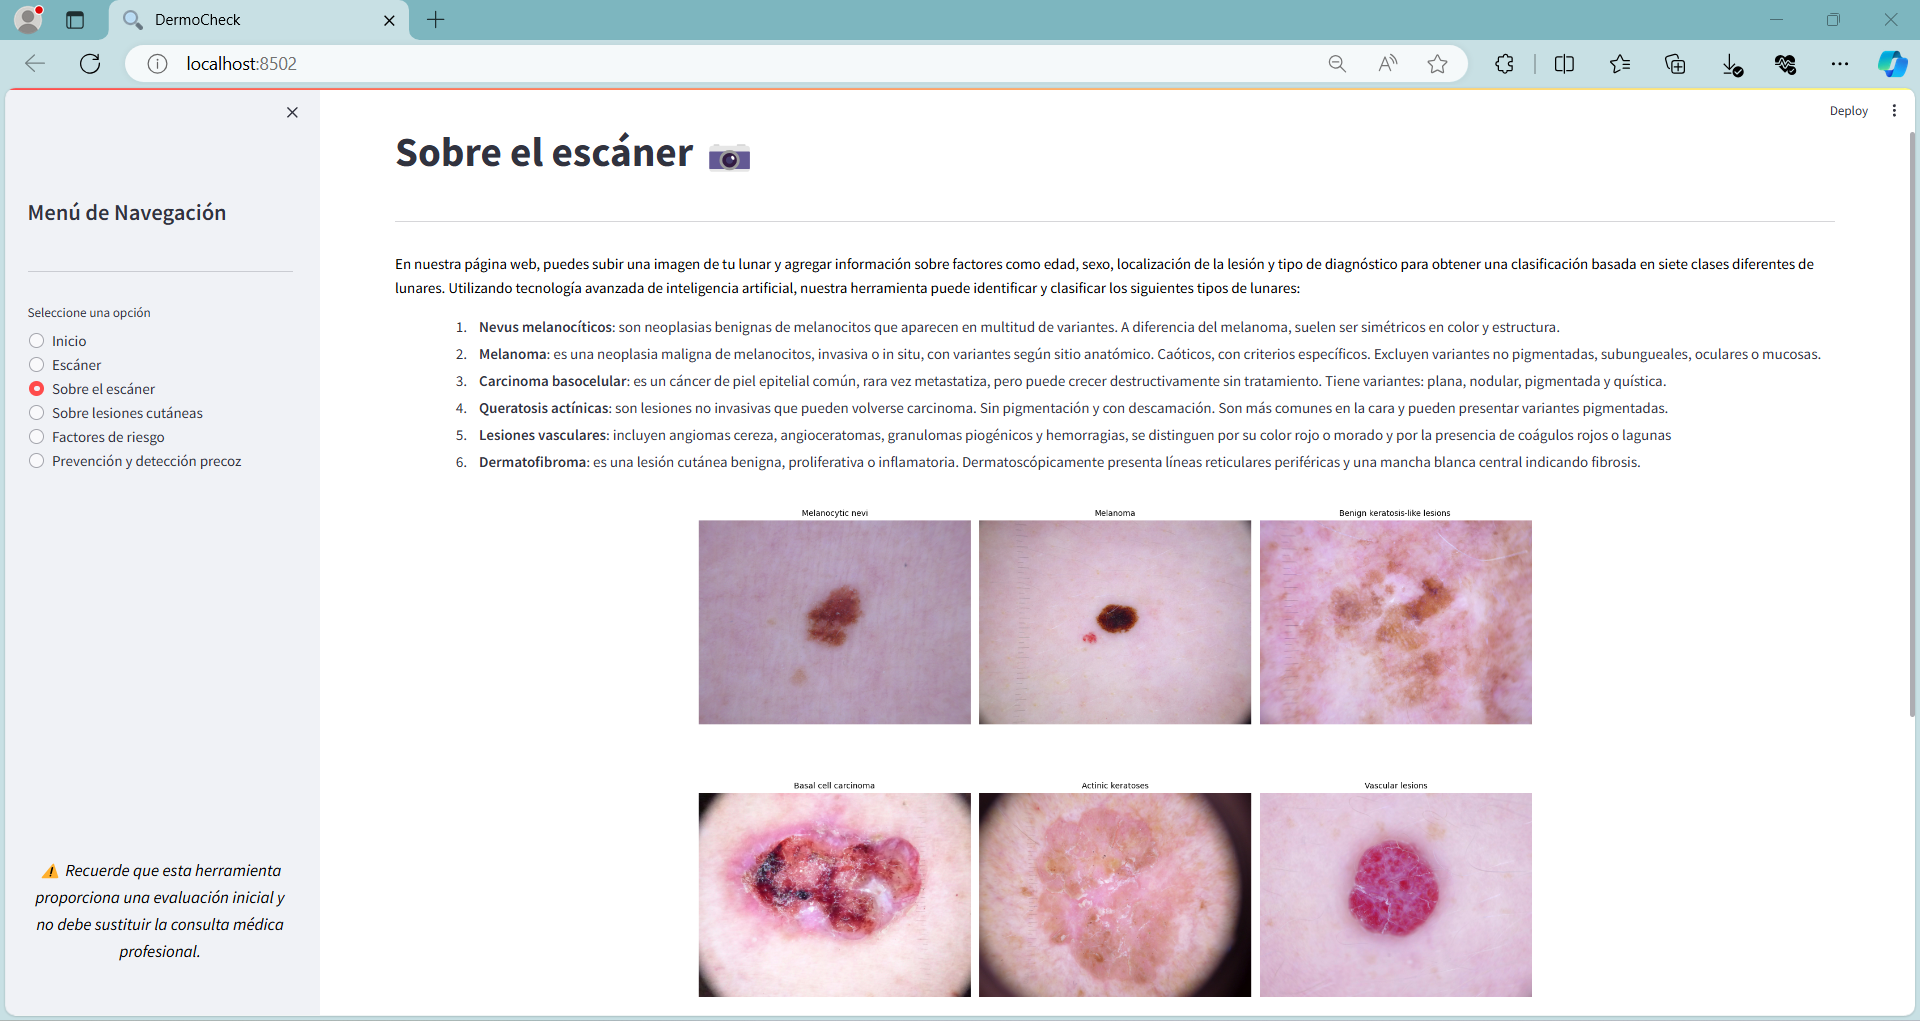 DermoCheck
localhost:8502
Deploy
Menú de Navegación
Seleccione una opción
Inicio
Escáner
Sobre el escáner
Sobre lesiones cutáneas
Factores de riesgo
Prevención y detección precoz
⚠️ Recuerde que esta herramienta
proporciona una evaluación inicial y
no debe sustituir la consulta médica
profesional.
Sobre el escáner 📷
En nuestra página web, puedes subir una imagen de tu lunar y agregar información sobre factores como edad, sexo, localización de la lesión y tipo de diagnóstico para obtener una clasificación basada en siete clases diferentes de
lunares. Utilizando tecnología avanzada de inteligencia artificial, nuestra herramienta puede identificar y clasificar los siguientes tipos de lunares:
1. Nevus melanocíticos: son neoplasias benignas de melanocitos que aparecen en multitud de variantes. A diferencia del melanoma, suelen ser simétricos en color y estructura.
2. Melanoma: es una neoplasia maligna de melanocitos, invasiva o in situ, con variantes según sitio anatómico. Caóticos, con criterios específicos. Excluyen variantes no pigmentadas, subungueales, oculares o mucosas.
3. Carcinoma basocelular: es un cáncer de piel epitelial común, rara vez metastatiza, pero puede crecer destructivamente sin tratamiento. Tiene variantes: plana, nodular, pigmentada y quística.
4. Queratosis actínicas: son lesiones no invasivas que pueden volverse carcinoma. Sin pigmentación y con descamación. Son más comunes en la cara y pueden presentar variantes pigmentadas.
5. Lesiones vasculares: incluyen angiomas cereza, angioceratomas, granulomas piogénicos y hemorragias, se distinguen por su color rojo o morado y por la presencia de coágulos rojos o lagunas
6. Dermatofibroma: es una lesión cutánea benigna, proliferativa o inflamatoria. Dermatoscópicamente presenta líneas reticulares periféricas y una mancha blanca central indicando fibrosis.
Melanocytic nevi
Melanoma
Benign keratosis-like lesions
Basal cell carcinoma
Actinic keratoses
Vascular lesions